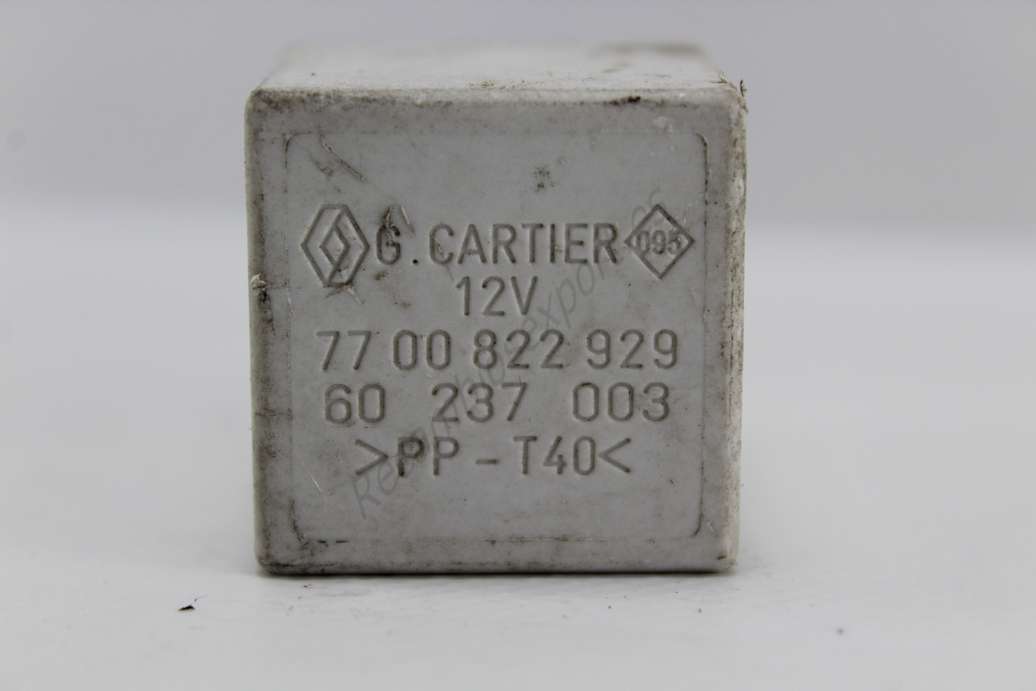 G. CARTIER 095
12V
77 00 822 929
60 237 003
>PP - T40<